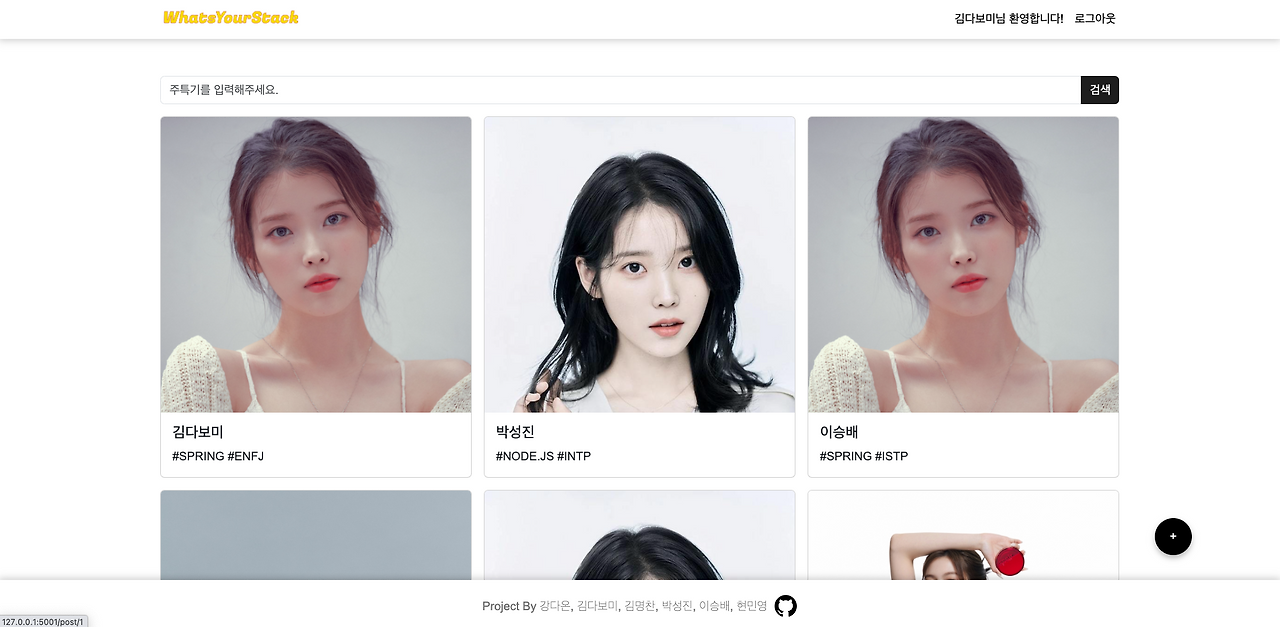 WhatsYourStack
김다보미님 환영합니다! 로그아웃
주특기를 입력해주세요.
검색
김다보미
#SPRING #ENFJ
박성진
#NODE.JS #INTP
이승배
#SPRING #ISTP
+
Project By 강다온, 김다보미, 김명찬, 박성진, 이승배, 현민영
127.0.0.1:5001/post/1